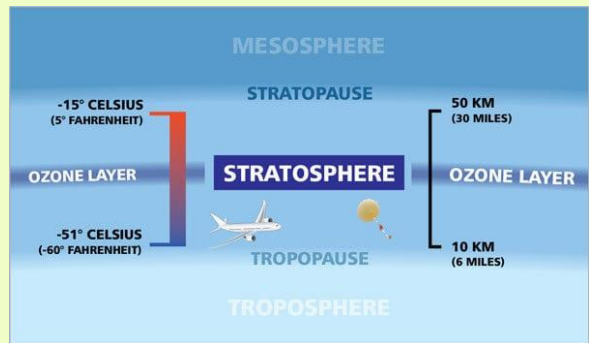 MESOSPHERE
STRATOPAUSE
-15° CELSIUS
(5° FAHRENHEIT)
50 KM
(30 MILES)
OZONE LAYER
STRATOSPHERE
OZONE LAYER
-51° CELSIUS
(-60° FAHRENHEIT)
10 KM
(6 MILES)
TROPOPAUSE
TROPOSPHERE